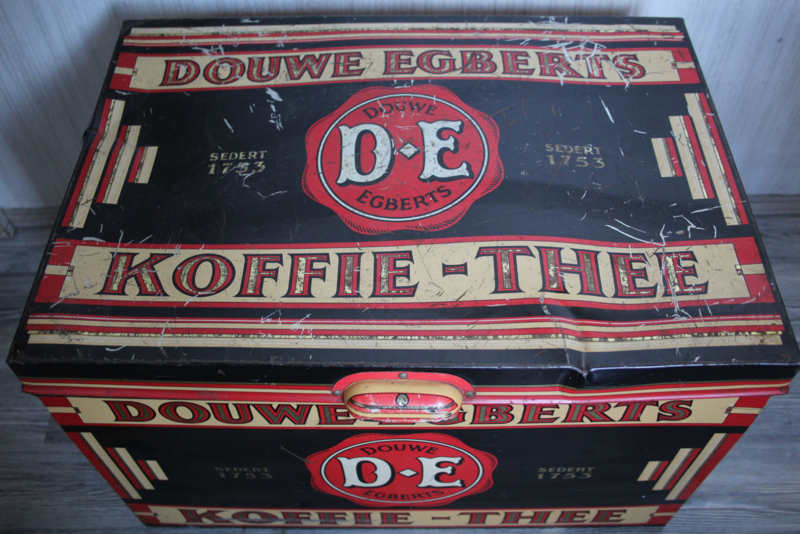 DOUWE EGBERTS
DOUWE
D·E
EGBERTS
SEDERT
1753
SEDERT
1753
KOFFIE - THEE
DOUWE EGBERTS
DOUWE
D·E
EGBERTS
SEDERT
1753
SEDERT
1753
KOFFIE - THEE